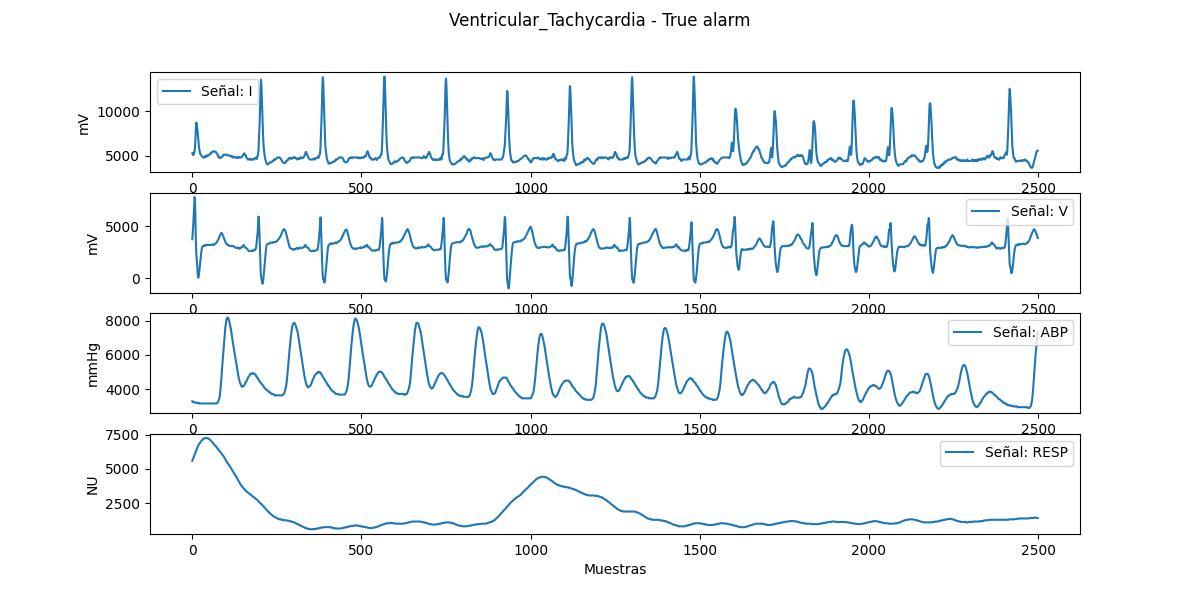 Ventricular_Tachycardia - True alarm
Señal: I
10000
5000
mV
0 500 1000 1500 2000 2500
Señal: V
5000
0
mV
0 500 1000 1500 2000 2500
Señal: ABP
8000
6000
4000
mmHg
0 500 1000 1500 2000 2500
Señal: RESP
7500
5000
2500
NU
0 500 1000 1500 2000 2500
Muestras